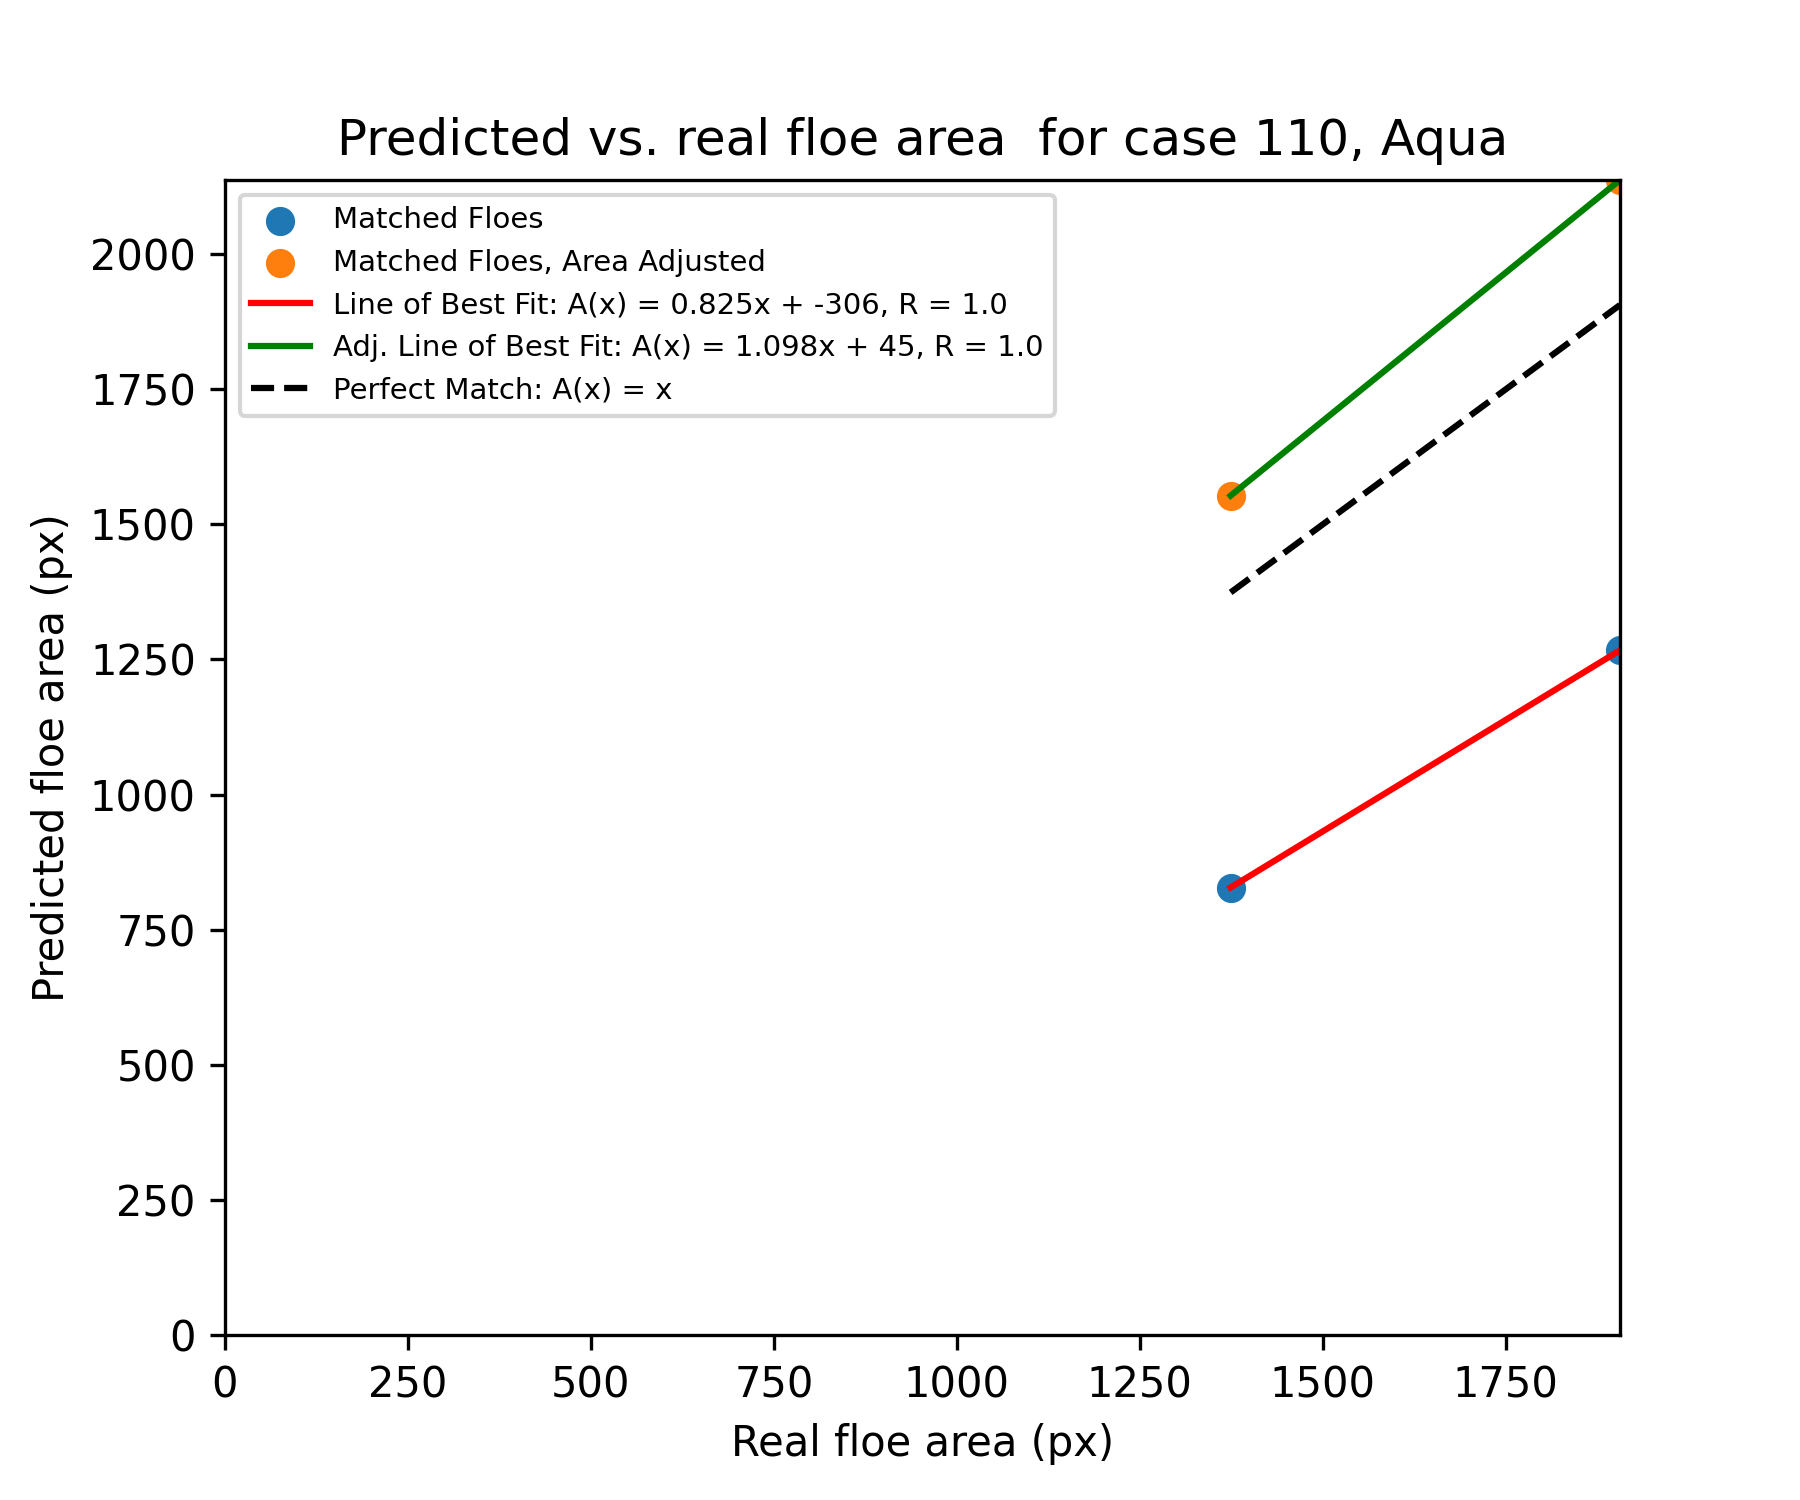 Predicted vs. real floe area  for case 110, Aqua
Matched Floes
Matched Floes, Area Adjusted
Line of Best Fit: A(x) = 0.825x + -306, R = 1.0
Adj. Line of Best Fit: A(x) = 1.098x + 45, R = 1.0
Perfect Match: A(x) = x
Predicted floe area (px)
2000
1750
1500
1250
1000
750
500
250
0
0 250 500 750 1000 1250 1500 1750
Real floe area (px)